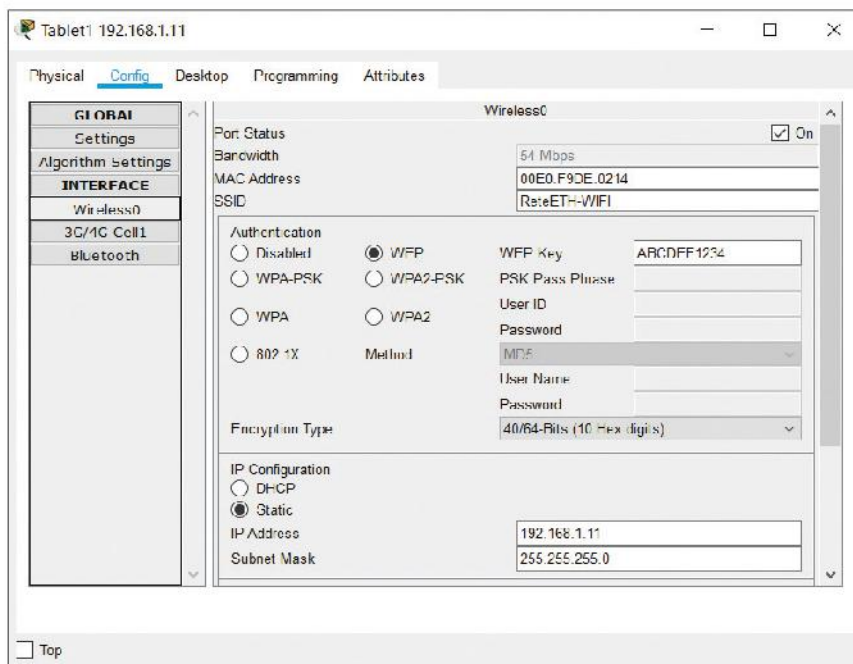 Tablet1 192.168.1.11
Physical Config Desktop Programming Attributes
GLOBAL
Settings
Algorithm Settings
INTERFACE
Wireless0
3G/4G Cell1
Bluetooth
Wireless0
Port Status On
Bandwidth 54 Mbps
MAC Address 00E0.F9DE.0214
SSID ReteETH-WIFI
Authentication
Disabled WEP WEP Key ABCDEF1234
WPA-PSK WPA2-PSK PSK Pass Phrase
User ID
WPA WPA2
Password
802.1X Method MD5
User Name
Password
Encryption Type 40/64-Bits (10 Hex digits)
IP Configuration
DHCP
Static
IP Address 192.168.1.11
Subnet Mask 255.255.255.0
Top